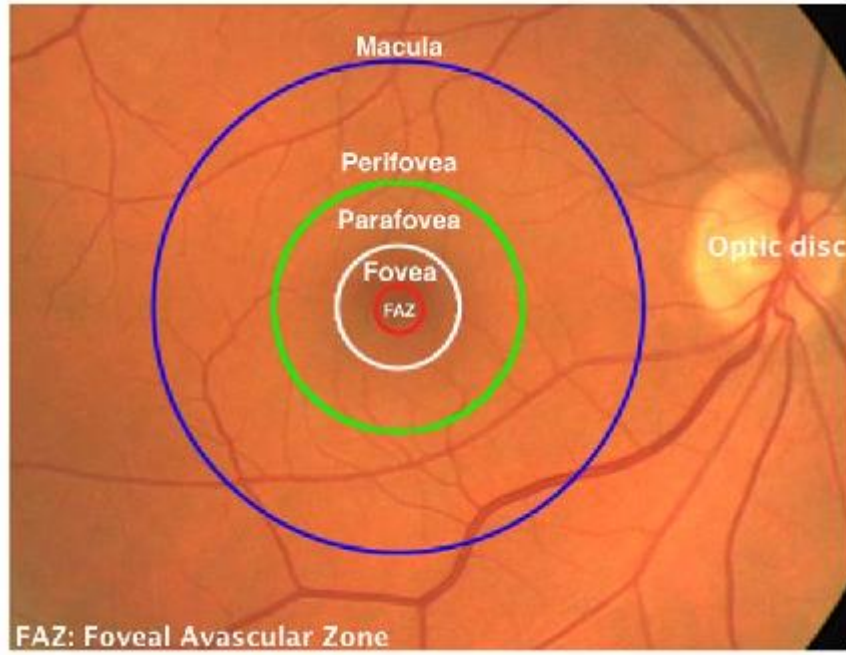 Macula
Perifovea
Parafovea
Optic disc
Fovea
FAZ
FAZ: Foveal Avascular Zone